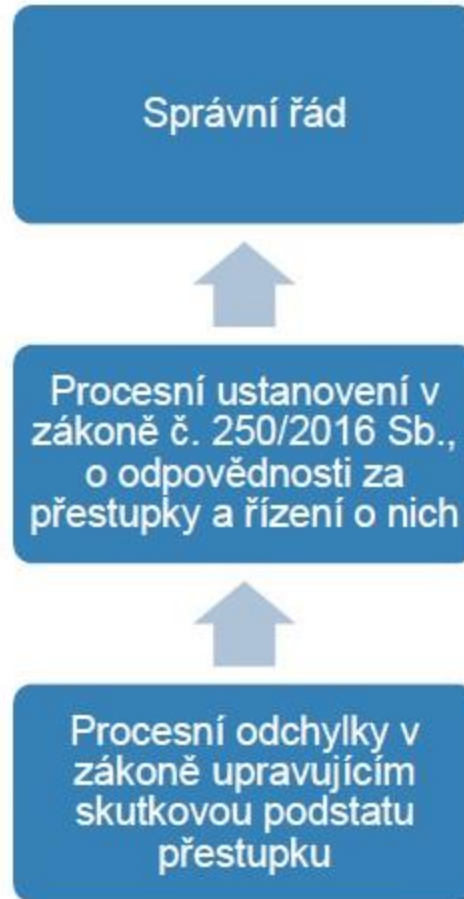 Správní řád
Procesní ustanovení v
zákoně č. 250/2016 Sb.,
o odpovědnosti za
přestupky a řízení o nich
Procesní odchylky v
zákoně upravujícím
skutkovou podstatu
přestupku